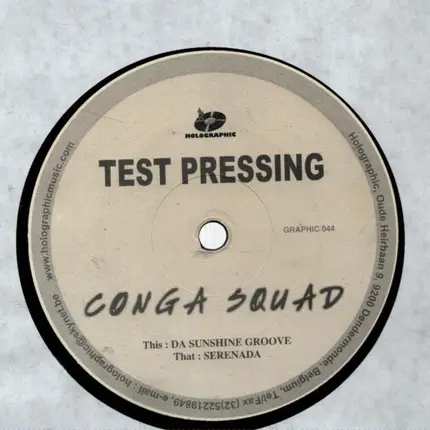 HOLOGRAPHIC
TEST PRESSING
GRAPHIC 044
CONGA SQUAD
This : DA SUNSHINE GROOVE
That : SERENADA
Holographic, Oude Heirbaan 9, 9200 Dendermonde, Belgium, Tel/Fax (32)52219849, e-mail : holographic@skynet.be
www.holographicmusic.com